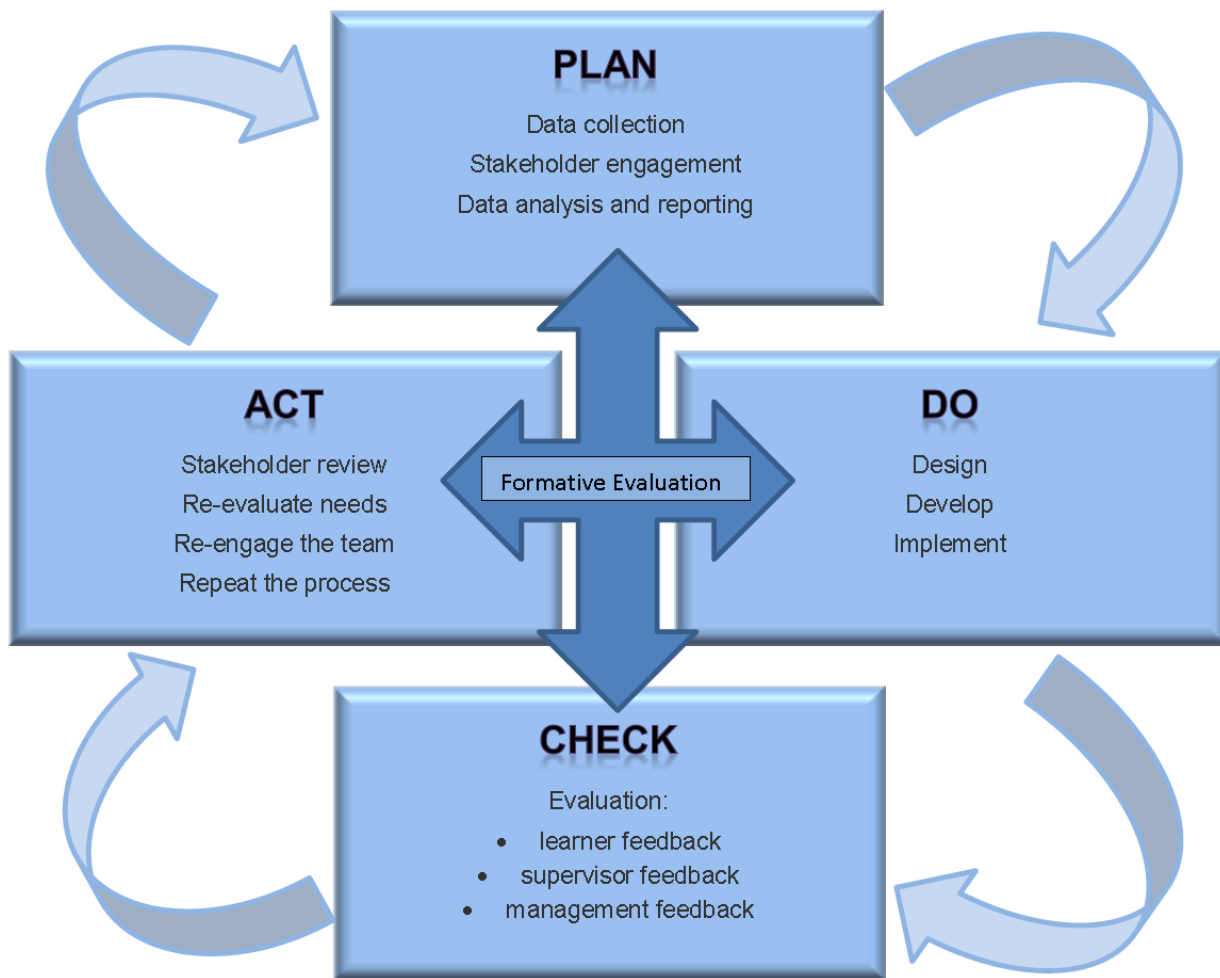 PLAN
Data collection
Stakeholder engagement
Data analysis and reporting
ACT
Stakeholder review
Re-evaluate needs
Re-engage the team
Repeat the process
Formative Evaluation
DO
Design
Develop
Implement
CHECK
Evaluation:
• learner feedback
• supervisor feedback
• management feedback